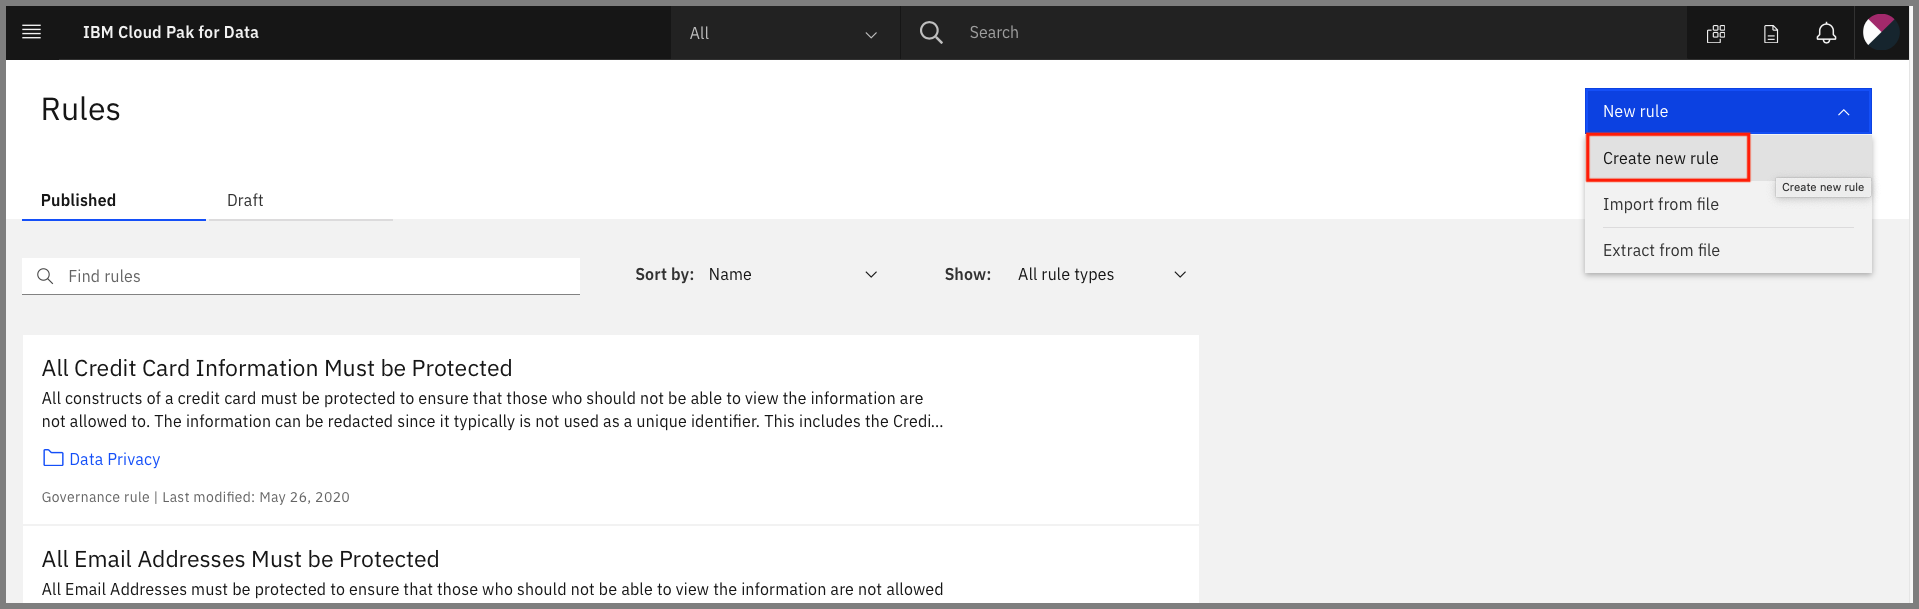 IBM Cloud Pak for Data
All
Search
Rules
New rule
Create new rule
Create new rule
Import from file
Extract from file
Published
Draft
Find rules
Sort by: Name
Show: All rule types
All Credit Card Information Must be Protected
All constructs of a credit card must be protected to ensure that those who should not be able to view the information are
not allowed to. The information can be redacted since it typically is not used as a unique identifier. This includes the Credi...
Data Privacy
Governance rule | Last modified: May 26, 2020
All Email Addresses Must be Protected
All Email Addresses must be protected to ensure that those who should not be able to view the information are not allowed